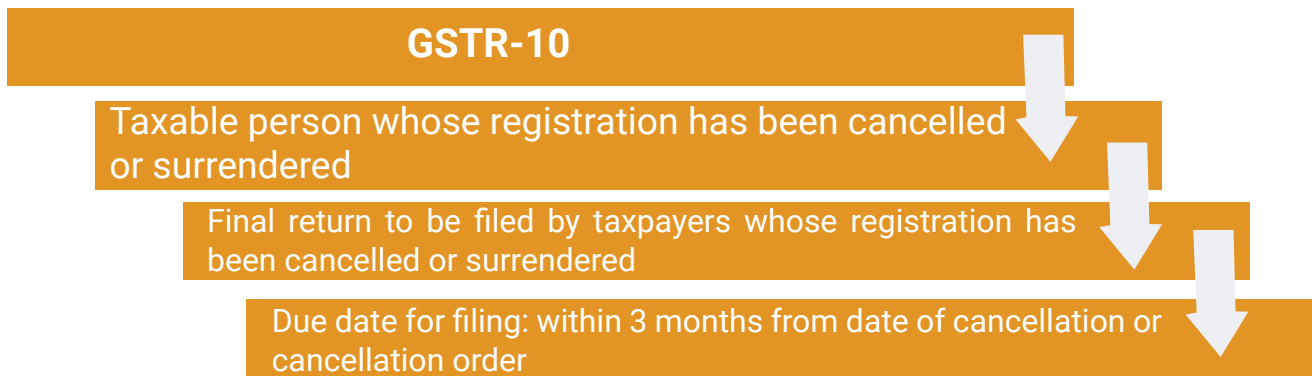 GSTR-10
Taxable person whose registration has been cancelled
or surrendered
Final return to be filed by taxpayers whose registration has
been cancelled or surrendered
Due date for filing: within 3 months from date of cancellation or
cancellation order